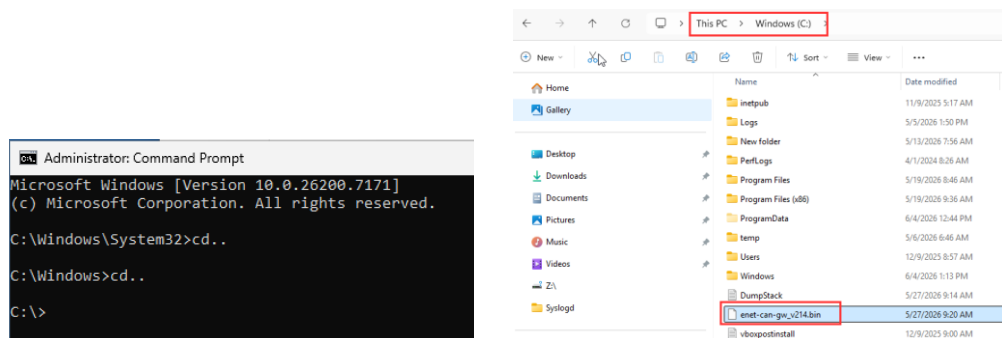 Administrator: Command Prompt
Microsoft Windows [Version 10.0.26200.7171]
(c) Microsoft Corporation. All rights reserved.
C:\Windows\System32>cd..
C:\Windows>cd..
C:\>
This PC > Windows (C:) >
New
Sort
View
Home
Gallery
Desktop
Downloads
Documents
Pictures
Music
Videos
Z:\
Syslogd
Name Date modified
inetpub 11/9/2025 5:17 AM
Logs 5/5/2026 1:50 PM
New folder 5/13/2026 7:56 AM
PerfLogs 4/1/2024 8:26 AM
Program Files 5/19/2026 8:46 AM
Program Files (x86) 5/19/2026 9:36 AM
ProgramData 6/4/2026 12:44 PM
temp 5/6/2026 6:46 AM
Users 12/9/2025 8:57 AM
Windows 6/4/2026 1:13 PM
DumpStack 5/27/2026 9:14 AM
enet-can-gw_v214.bin 5/27/2026 9:20 AM
vboxpostinstall 12/9/2025 9:00 AM